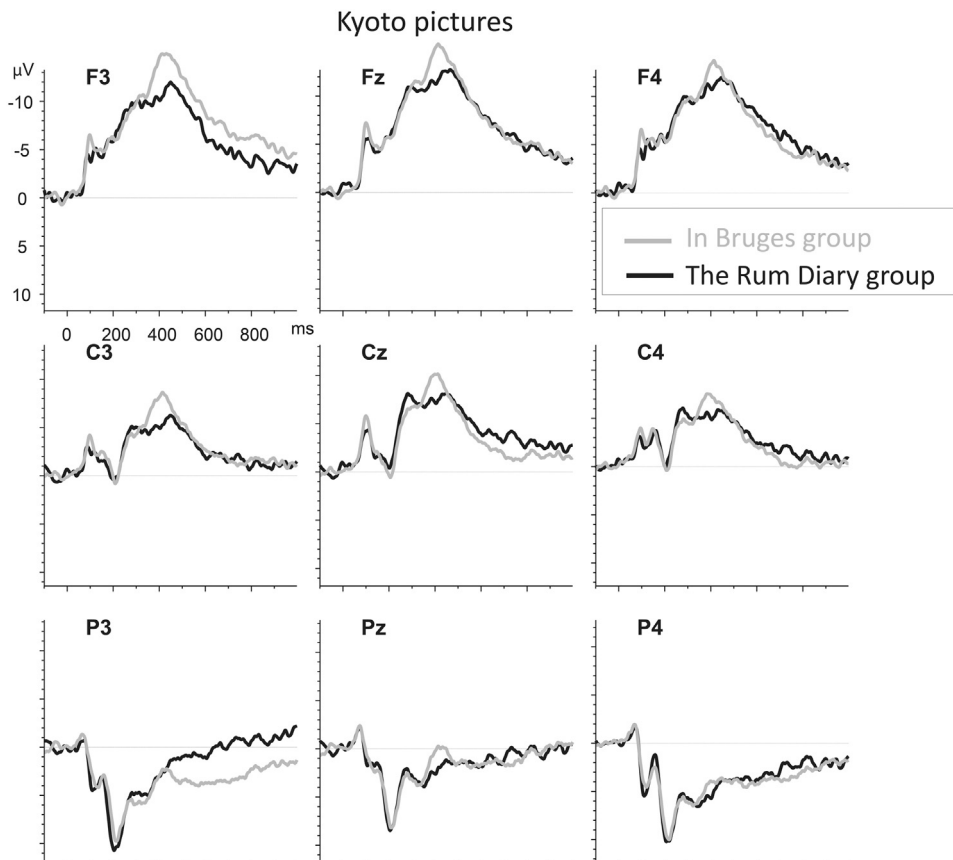 Kyoto pictures
µV
F3
Fz
F4
-10
-5
0
5
10
In Bruges group
The Rum Diary group
0 200 400 600 800 ms
C3
Cz
C4
P3
Pz
P4